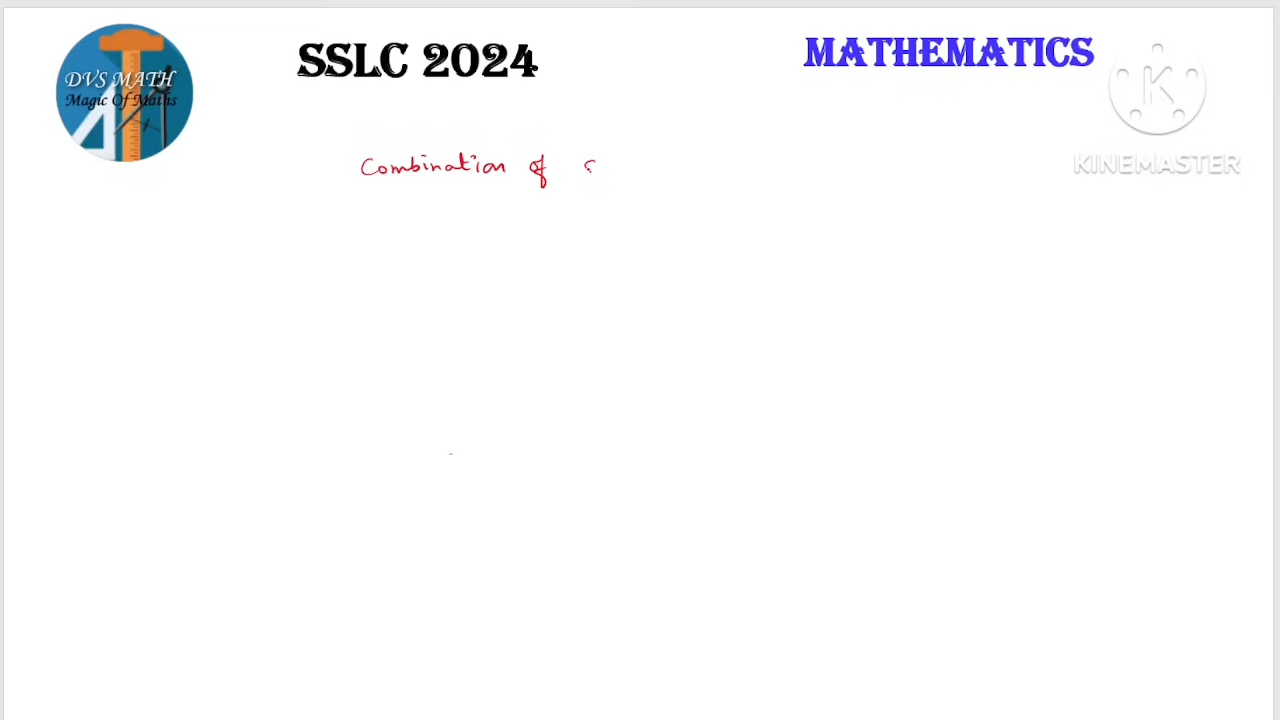 SSLC 2024
MATHEMATICS
DVS MATH
Magic Of Maths
K
KINEMASTER
Combination of